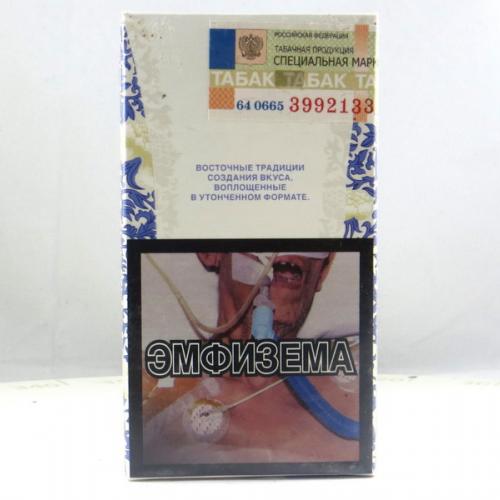 РОССИЙСКАЯ ФЕДЕРАЦИЯ
ТАБАЧНАЯ ПРОДУКЦИЯ
СПЕЦИАЛЬНАЯ МАРК
ТАБАК ТАБАК ТА
64 0665 3992133
ВОСТОЧНЫЕ ТРАДИЦИИ
СОЗДАНИЯ ВКУСА,
ВОПЛОЩЕННЫЕ
В УТОНЧЕННОМ ФОРМАТЕ.
ЭМФИЗЕМА